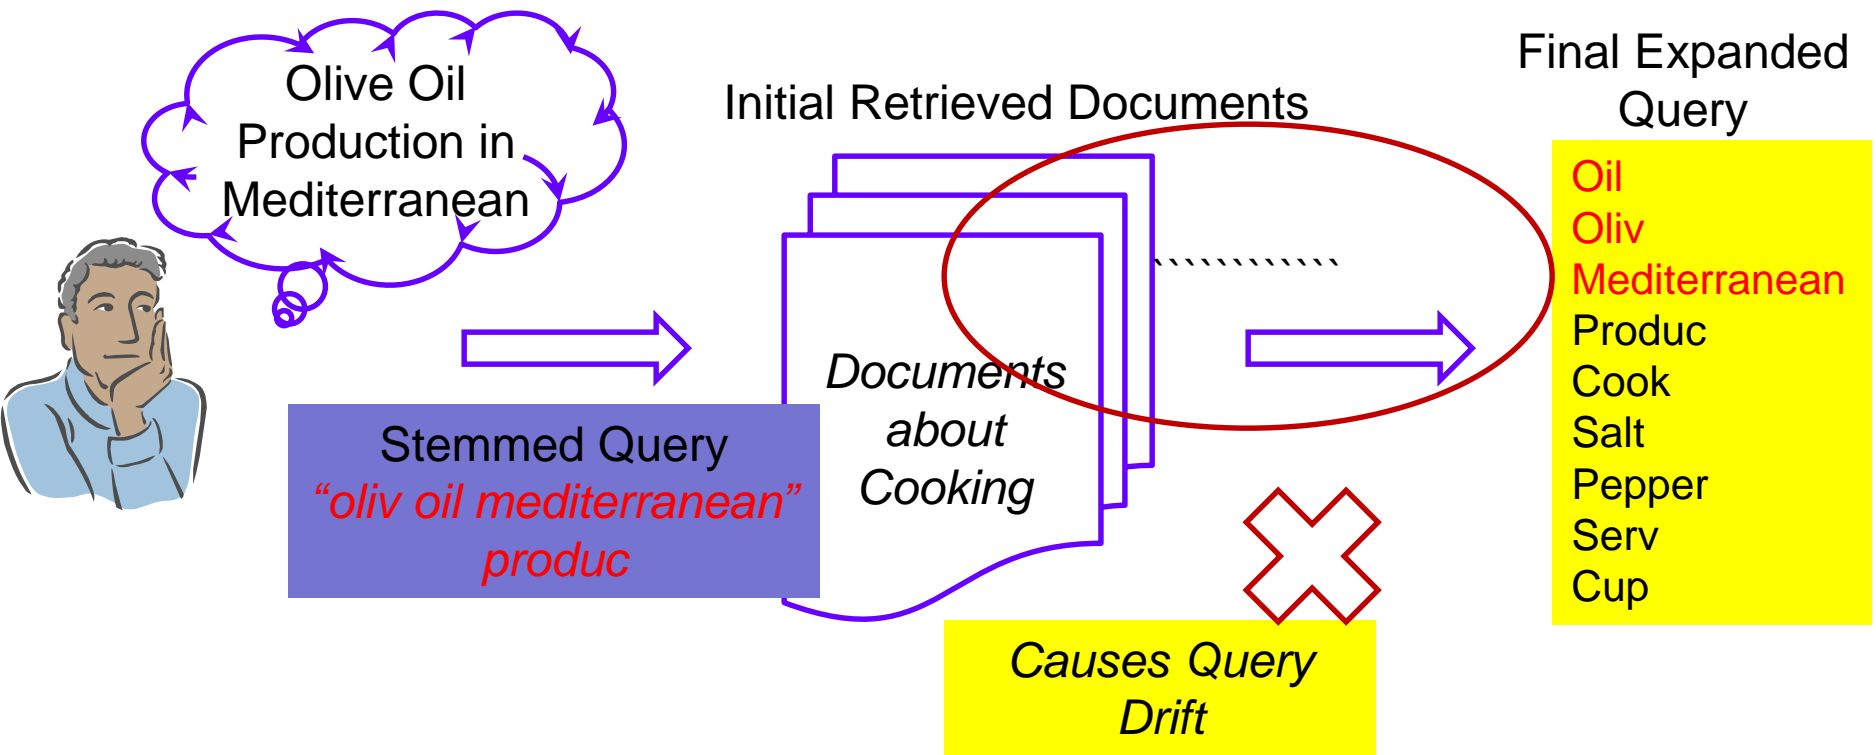 Olive Oil
Production in
Mediterranean
Stemmed Query
“oliv oil mediterranean”
produc
Initial Retrieved Documents
Documents
about
Cooking
` ` ` ` ` ` ` ` ` ` `
Causes Query
Drift
Final Expanded
Query
Oil
Oliv
Mediterranean
Produc
Cook
Salt
Pepper
Serv
Cup